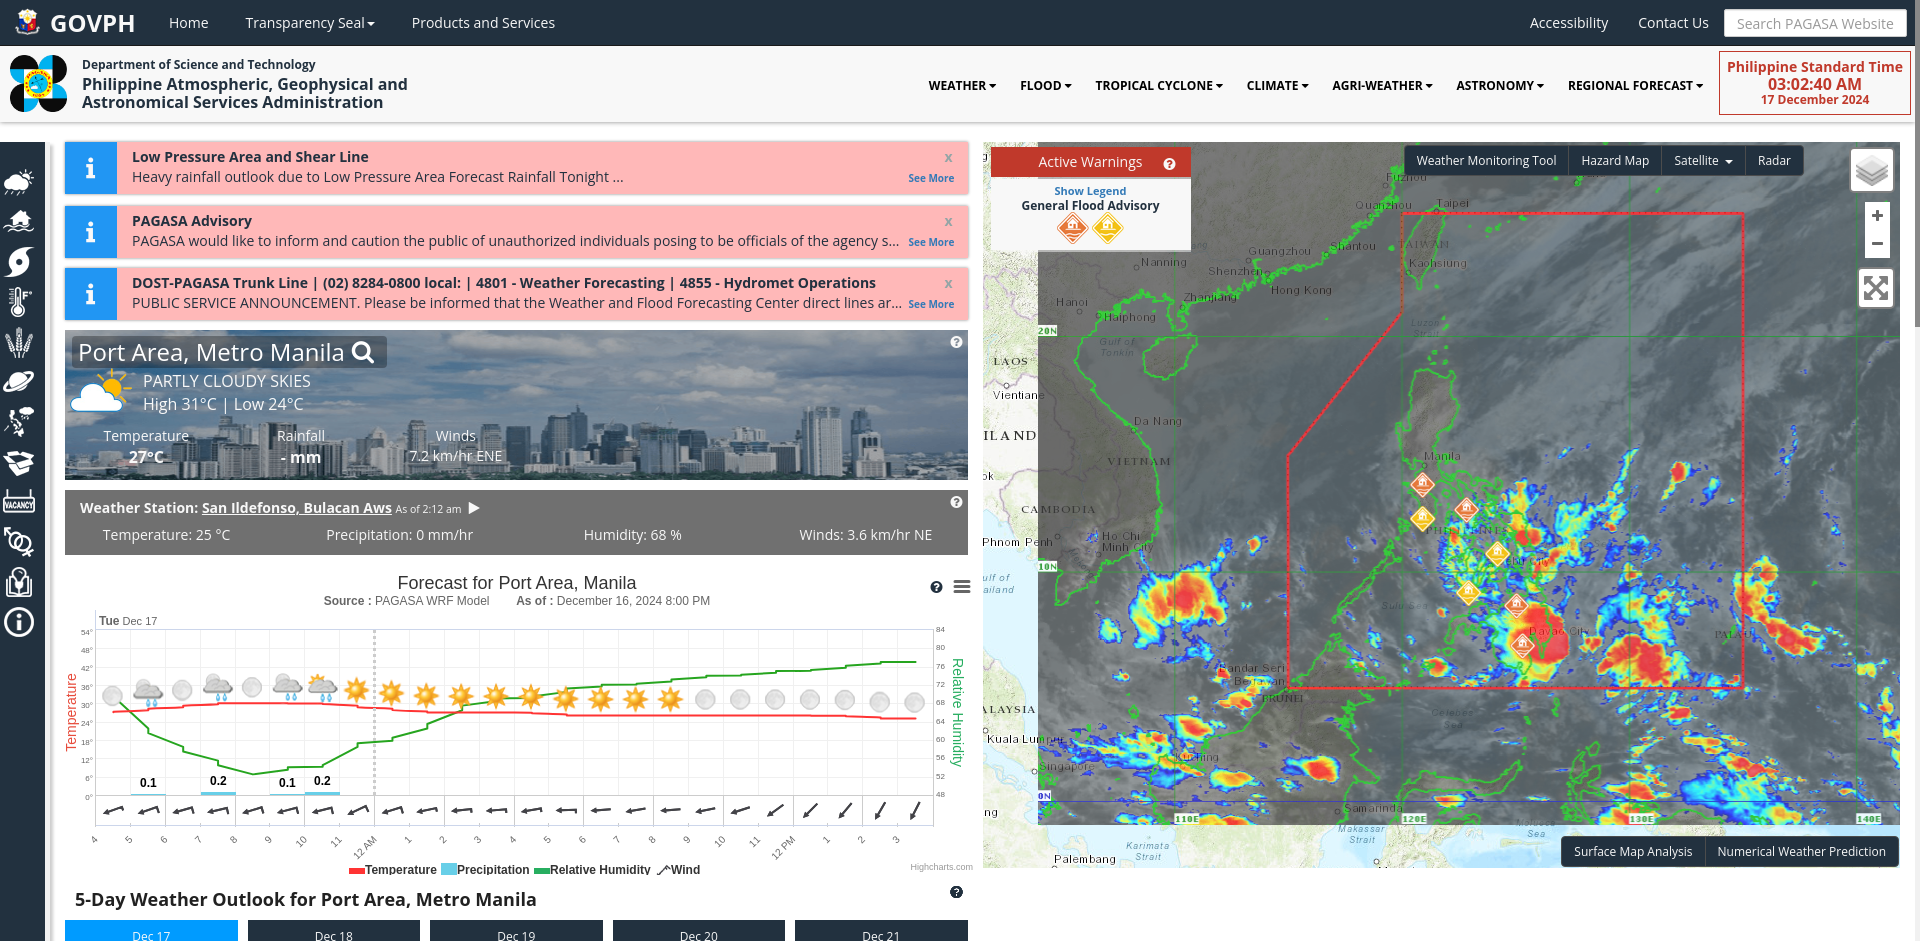 GOVPH
Home
Transparency Seal
Products and Services
Accessibility
Contact Us
Search PAGASA Website
Department of Science and Technology
Philippine Atmospheric, Geophysical and
Astronomical Services Administration
WEATHER
FLOOD
TROPICAL CYCLONE
CLIMATE
AGRI-WEATHER
ASTRONOMY
REGIONAL FORECAST
Philippine Standard Time
03:02:40 AM
17 December 2024
Low Pressure Area and Shear Line
x
Heavy rainfall outlook due to Low Pressure Area Forecast Rainfall Tonight ...
See More
PAGASA Advisory
x
PAGASA would like to inform and caution the public of unauthorized individuals posing to be officials of the agency s...
See More
DOST-PAGASA Trunk Line | (02) 8284-0800 local: | 4801 - Weather Forecasting | 4855 - Hydromet Operations
x
PUBLIC SERVICE ANNOUNCEMENT. Please be informed that the Weather and Flood Forecasting Center direct lines ar...
See More
Port Area, Metro Manila
PARTLY CLOUDY SKIES
High 31°C | Low 24°C
Temperature
27°C
Rainfall
- mm
Winds
7.2 km/hr ENE
Weather Station: San Ildefonso, Bulacan Aws As of 2:12 am
Temperature: 25 °C
Precipitation: 0 mm/hr
Humidity: 68 %
Winds: 3.6 km/hr NE
Forecast for Port Area, Manila
Source : PAGASA WRF Model
As of : December 16, 2024 8:00 PM
Tue Dec 17
Temperature
54°
48°
42°
36°
30°
24°
18°
12°
6°
0°
84
80
76
72
68
64
60
56
52
48
Relative Humidity
0.1
0.2
0.1
0.2
4
5
6
7
8
9
10
11
12 AM
1
2
3
4
5
6
7
8
9
10
11
12 PM
1
2
3
Temperature
Precipitation
Relative Humidity
Wind
Highcharts.com
5-Day Weather Outlook for Port Area, Metro Manila
Dec 17
Dec 18
Dec 19
Dec 20
Dec 21
VACANCY
Active Warnings
Show Legend
General Flood Advisory
Weather Monitoring Tool
Hazard Map
Satellite
Radar
+
−
Fuzhou
Quanzhou
Taipei
TAIWAN
Kaohsiung
Shantou
Guangzhou
Shenzhen
Hong Kong
Nanning
Zhanjiang
Hanoi
Haiphong
Gulf of
Tonkin
Luzon
Strait
20N
LAOS
Vientiane
Da Nang
ILAND
VIETNAM
ok
CAMBODIA
Phnom Penh
Ho Chi
Minh City
10N
ulf of
ailand
Manila
PHILIPPINES
Sulu Sea
Davao City
PALAU
Bandar Seri
Begawan
BRUNEI
ALAYSIA
Kuala Lumpur
Celebes
Sea
Kuching
Singapore
0N
ng
Samarinda
110E
120E
130E
140E
Makassar
Strait
Molucca
Sea
Karimata
Strait
Palembang
M
Surface Map Analysis
Numerical Weather Prediction